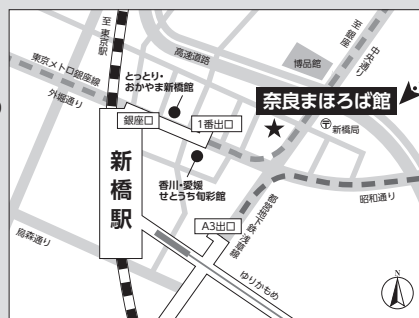 至東京駅
東京メトロ銀座線
外堀通り
高速道路
博品館
至銀座
中央通り
とっとり・
おかやま新橋館
銀座口
1番出口
奈良まほろば館
新橋局
新橋駅
香川・愛媛
せとうち旬彩館
昭和通り
都営地下鉄浅草線
A3出口
烏森通り
ゆりかもめ
N